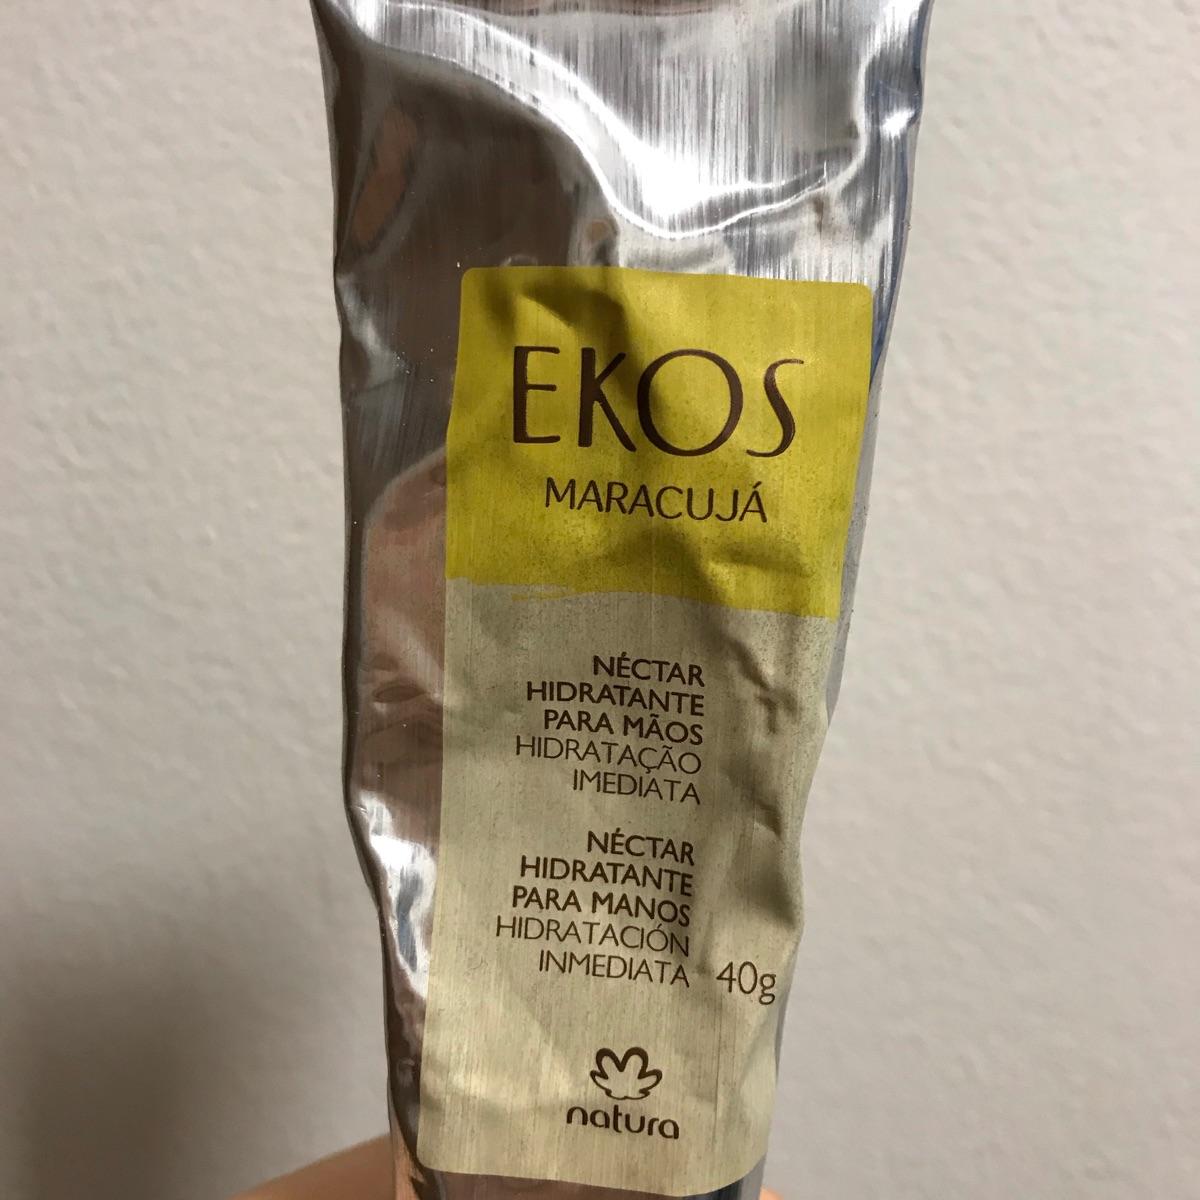 EKOS
MARACUJÁ
NÉCTAR
HIDRATANTE
PARA MÃOS
HIDRATAÇÃO
IMEDIATA
NÉCTAR
HIDRATANTE
PARA MANOS
HIDRATACIÓN
INMEDIATA 40g
natura